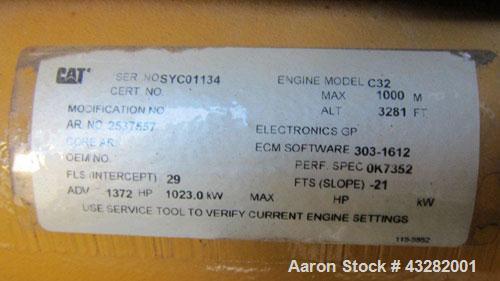 CAT SER. NO SYC01134 ENGINE MODEL C32
CERT NO. MAX 1000 M
MODIFICATION NO. ALT 3281 FT
AR. NO. 2537557 ELECTRONICS GP
CORE AR. ECM SOFTWARE 303-1612
OEM NO. PERF. SPEC 0K7352
FLS (INTERCEPT) 29 FTS (SLOPE) -21
ADV 1372 HP 1023.0 kW MAX HP kW
USE SERVICE TOOL TO VERIFY CURRENT ENGINE SETTINGS
Aaron Stock # 43282001